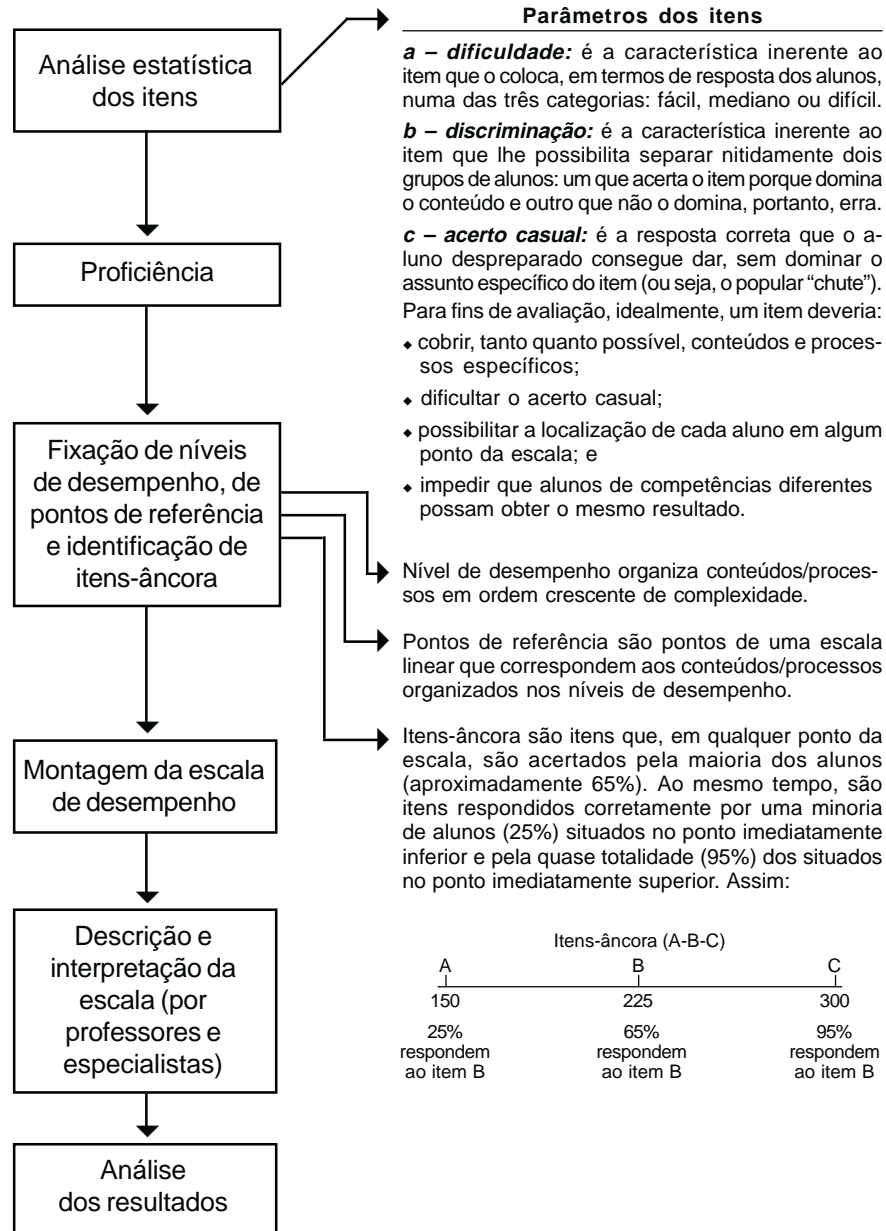 Análise estatística
dos itens
Proficiência
Fixação de níveis
de desempenho, de
pontos de referência
e identificação de
itens-âncora
Montagem da escala
de desempenho
Descrição e
interpretação da
escala (por
professores e
especialistas)
Análise
dos resultados
Parâmetros dos itens
a – dificuldade: é a característica inerente ao
item que o coloca, em termos de resposta dos alunos,
numa das três categorias: fácil, mediano ou difícil.
b – discriminação: é a característica inerente ao
item que lhe possibilita separar nitidamente dois
grupos de alunos: um que acerta o item porque domina
o conteúdo e outro que não o domina, portanto, erra.
c – acerto casual: é a resposta correta que o a-
luno despreparado consegue dar, sem dominar o
assunto específico do item (ou seja, o popular “chute”).
Para fins de avaliação, idealmente, um item deveria:
◆ cobrir, tanto quanto possível, conteúdos e proces-
sos específicos;
◆ dificultar o acerto casual;
◆ possibilitar a localização de cada aluno em algum
ponto da escala; e
◆ impedir que alunos de competências diferentes
possam obter o mesmo resultado.
Nível de desempenho organiza conteúdos/proces-
sos em ordem crescente de complexidade.
Pontos de referência são pontos de uma escala
linear que correspondem aos conteúdos/processos
organizados nos níveis de desempenho.
Itens-âncora são itens que, em qualquer ponto da
escala, são acertados pela maioria dos alunos
(aproximadamente 65%). Ao mesmo tempo, são
itens respondidos corretamente por uma minoria
de alunos (25%) situados no ponto imediatamente
inferior e pela quase totalidade (95%) dos situados
no ponto imediatamente superior. Assim:
Itens-âncora (A-B-C)
A B C
150 225 300
25% 65% 95%
respondem respondem respondem
ao item B ao item B ao item B